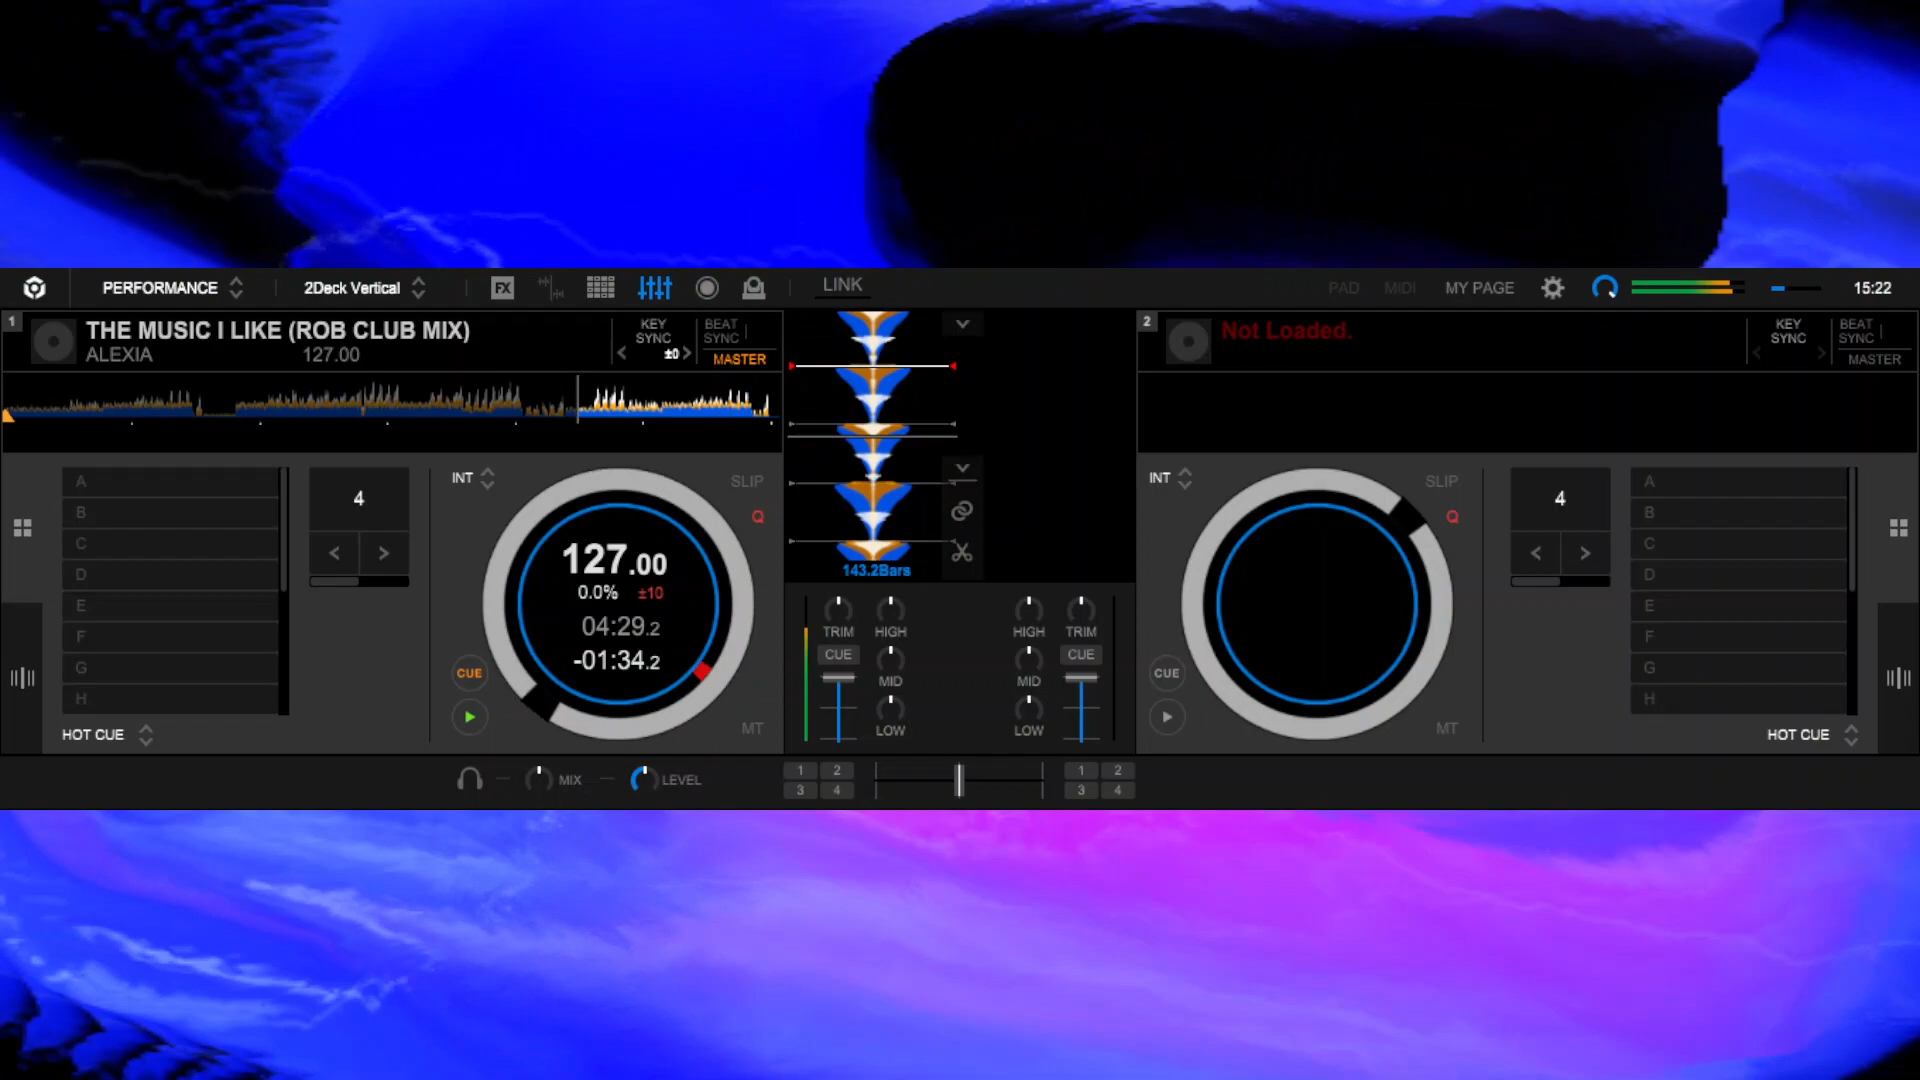 PERFORMANCE 2Deck Vertical FX LINK PAD MIDI MY PAGE 15:22
1 THE MUSIC I LIKE (ROB CLUB MIX)
ALEXIA 127.00
KEY SYNC ±0
BEAT SYNC
MASTER
2 Not Loaded.
KEY SYNC
BEAT SYNC
MASTER
A
B
C
D
E
F
G
H
HOT CUE
4
INT
SLIP
Q
127.00
0.0% ±10
04:29.2
-01:34.2
CUE
MT
143.2Bars
TRIM HIGH HIGH TRIM
CUE CUE
MID MID
LOW LOW
INT
SLIP
Q
CUE
MT
4
A
B
C
D
E
F
G
H
HOT CUE
MIX LEVEL
1 2
3 4
1 2
3 4